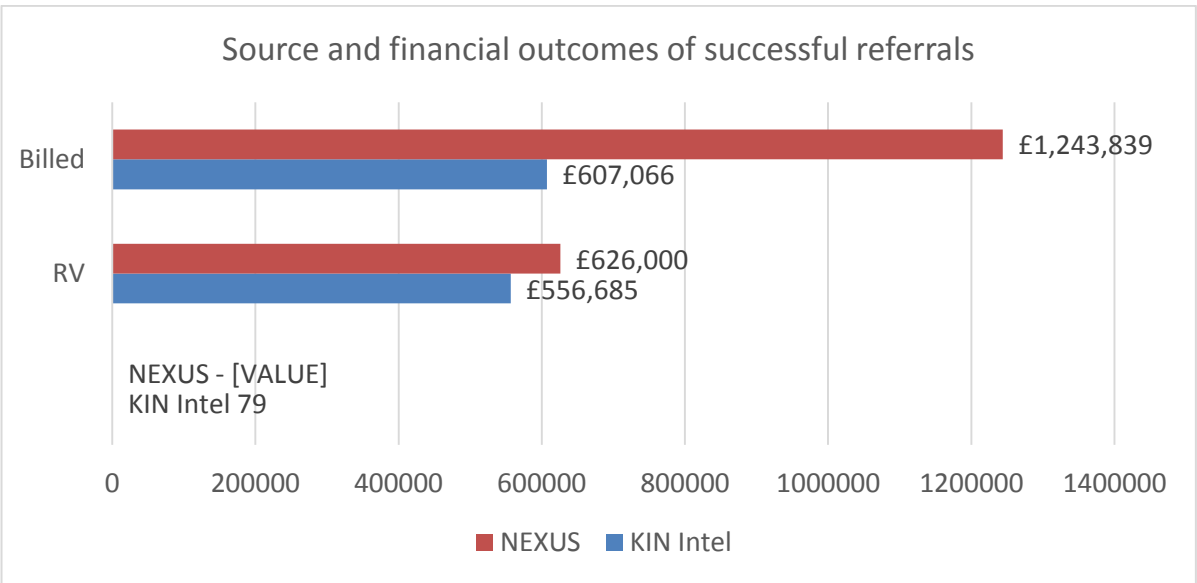 Source and financial outcomes of successful referrals
Billed
£1,243,839
£607,066
RV
£626,000
£556,685
NEXUS - [VALUE]
KIN Intel 79
0 200000 400000 600000 800000 1000000 1200000 1400000
NEXUS KIN Intel